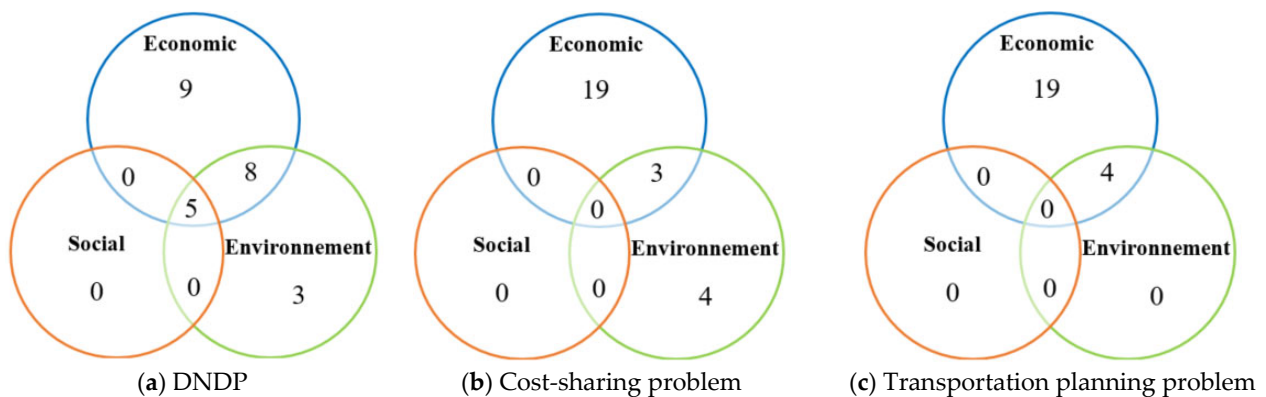 Economic
9
0
8
5
Social
Environnement
0
0
3
(a) DNDP
Economic
19
0
3
0
Social
Environnement
0
0
4
(b) Cost-sharing problem
Economic
19
0
4
0
Social
Environnement
0
0
0
(c) Transportation planning problem